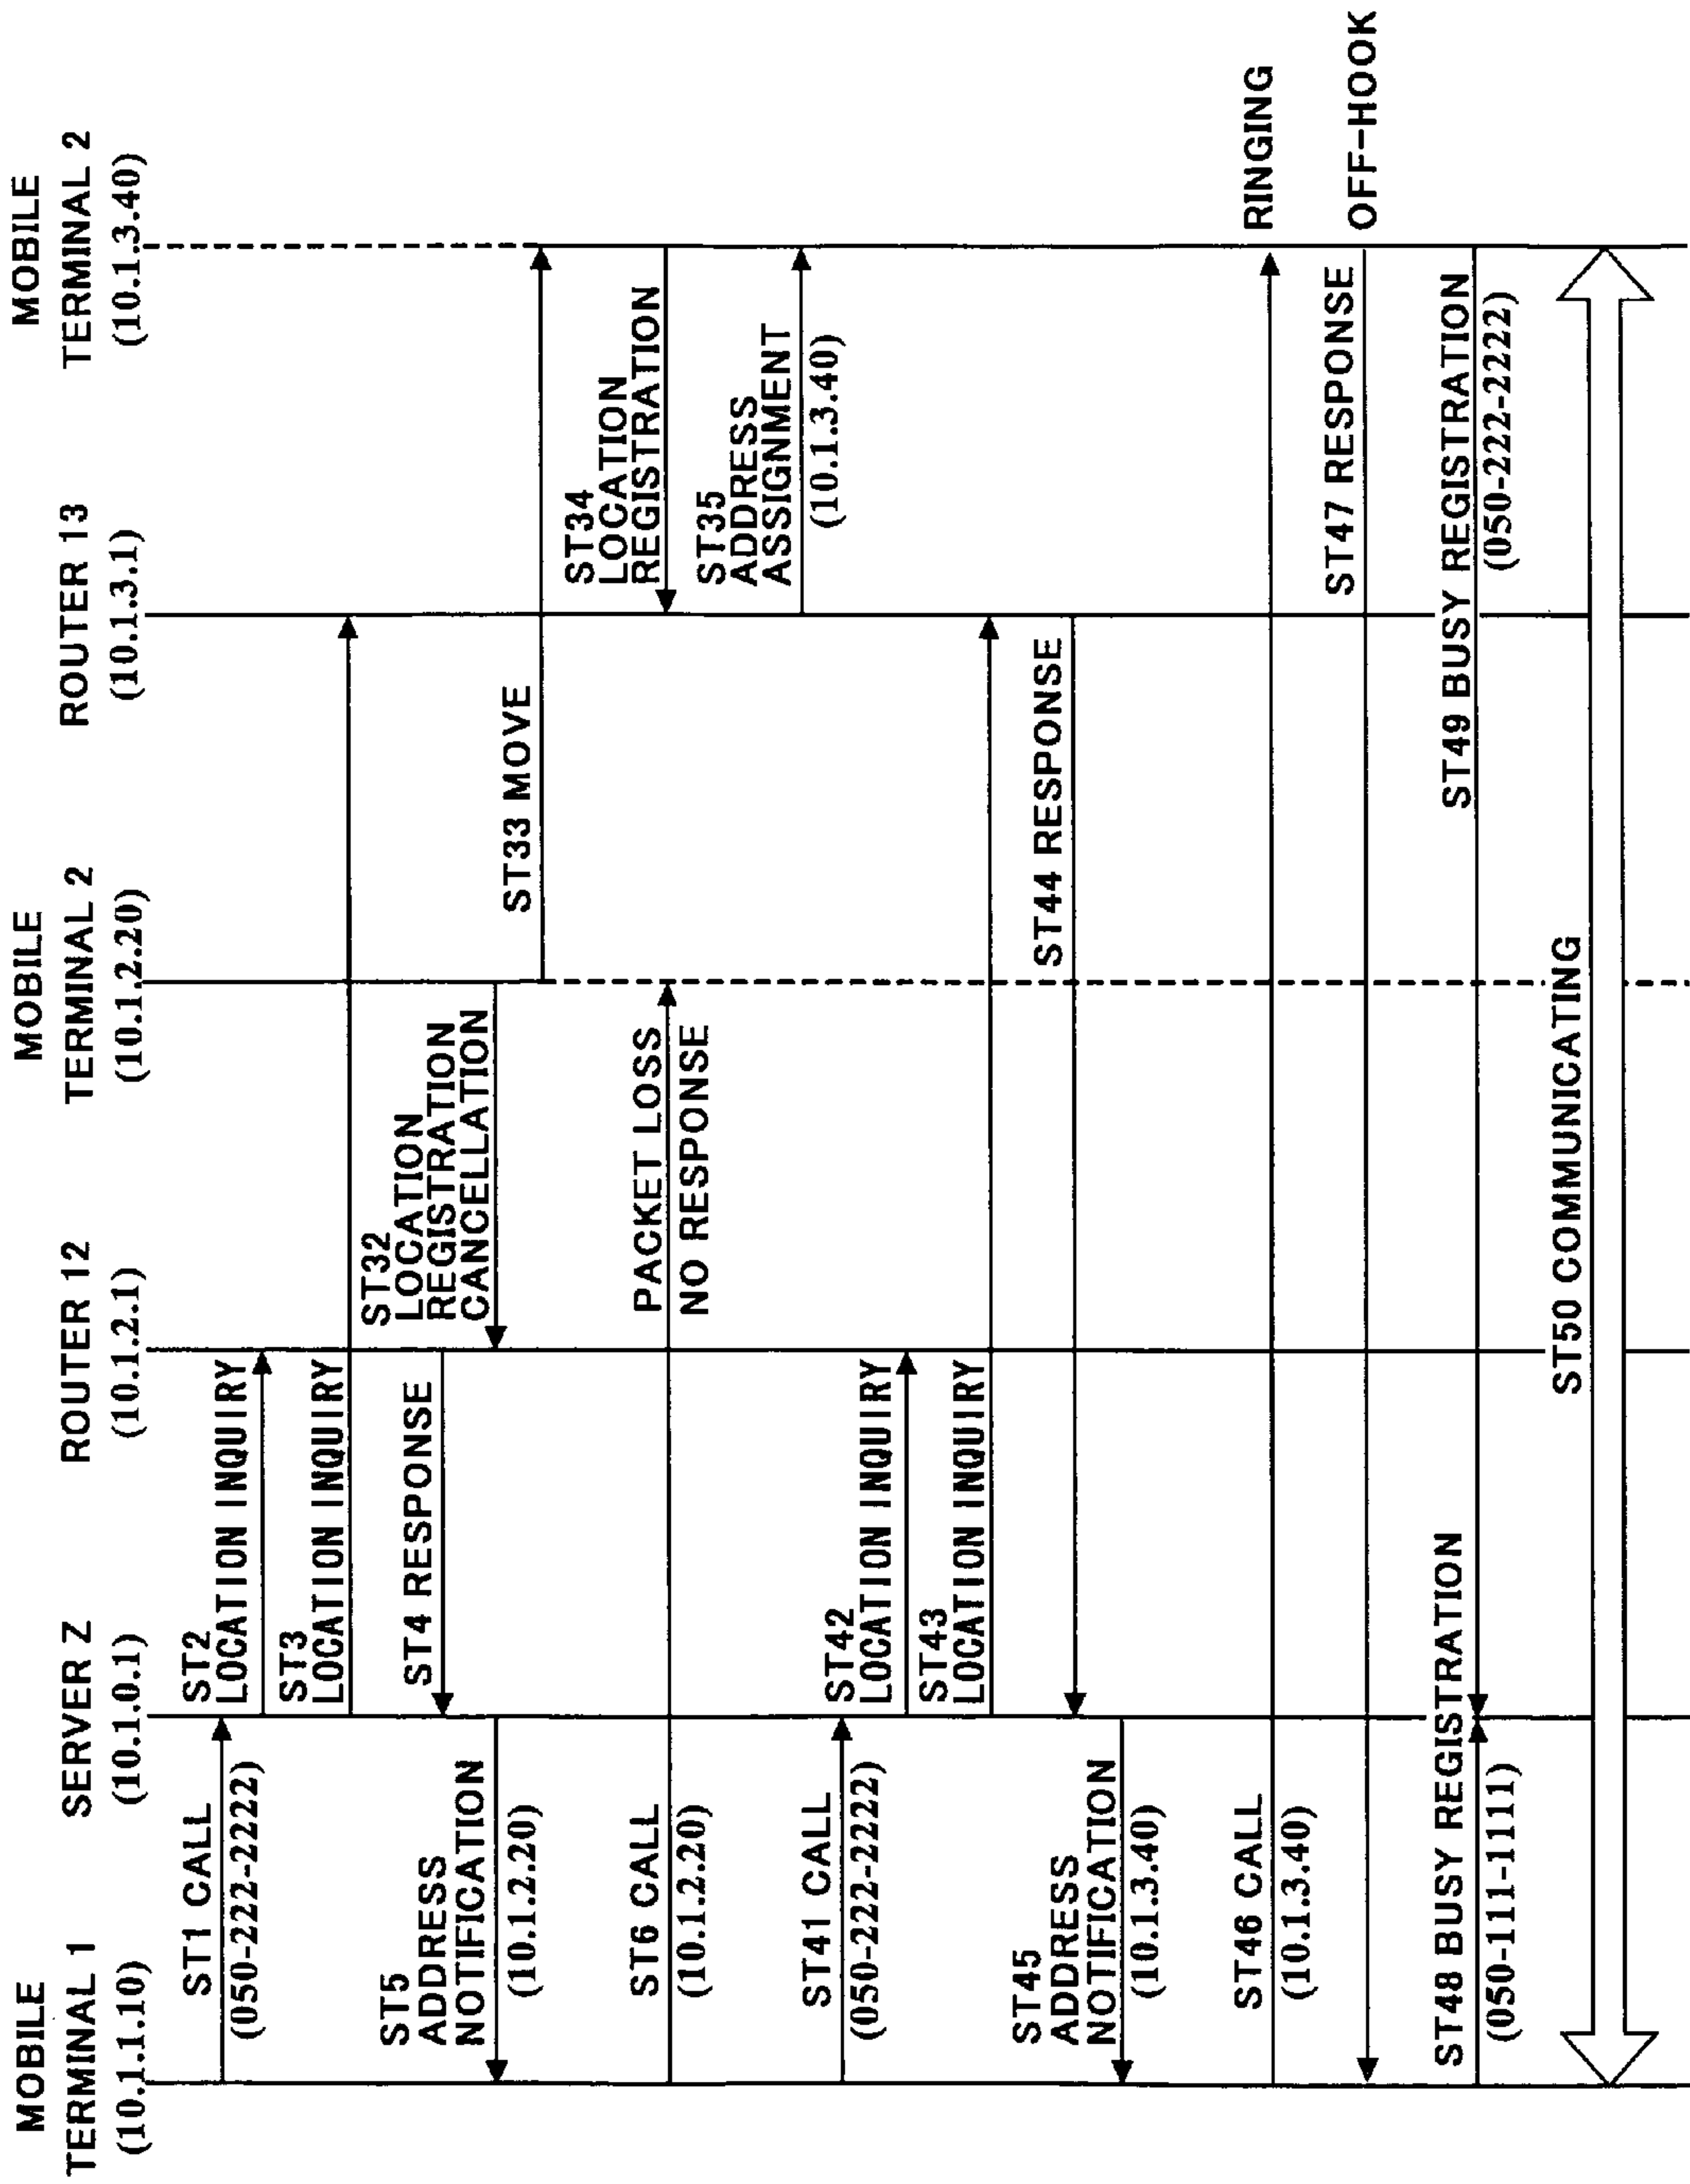 MOBILE
TERMINAL 1
(10.1.1.10)
SERVER Z
(10.1.0.1)
ROUTER 12
(10.1.2.1)
MOBILE
TERMINAL 2
(10.1.2.20)
ROUTER 13
(10.1.3.1)
MOBILE
TERMINAL 2
(10.1.3.40)
ST1 CALL
(050-222-2222)
ST2
LOCATION INQUIRY
ST3
LOCATION INQUIRY
ST32
LOCATION
REGISTRATION
CANCELLATION
ST4 RESPONSE
ST5
ADDRESS
NOTIFICATION
(10.1.2.20)
ST33 MOVE
ST34
LOCATION
REGISTRATION
ST6 CALL
(10.1.2.20)
PACKET LOSS
NO RESPONSE
ST35
ADDRESS
ASSIGNMENT
(10.1.3.40)
ST41 CALL
(050-222-2222)
ST42
LOCATION INQUIRY
ST43
LOCATION INQUIRY
ST44 RESPONSE
ST45
ADDRESS
NOTIFICATION
(10.1.3.40)
ST46 CALL
(10.1.3.40)
RINGING
ST47 RESPONSE
OFF-HOOK
ST48 BUSY REGISTRATION
(050-111-1111)
ST49 BUSY REGISTRATION
(050-222-2222)
ST50 COMMUNICATING